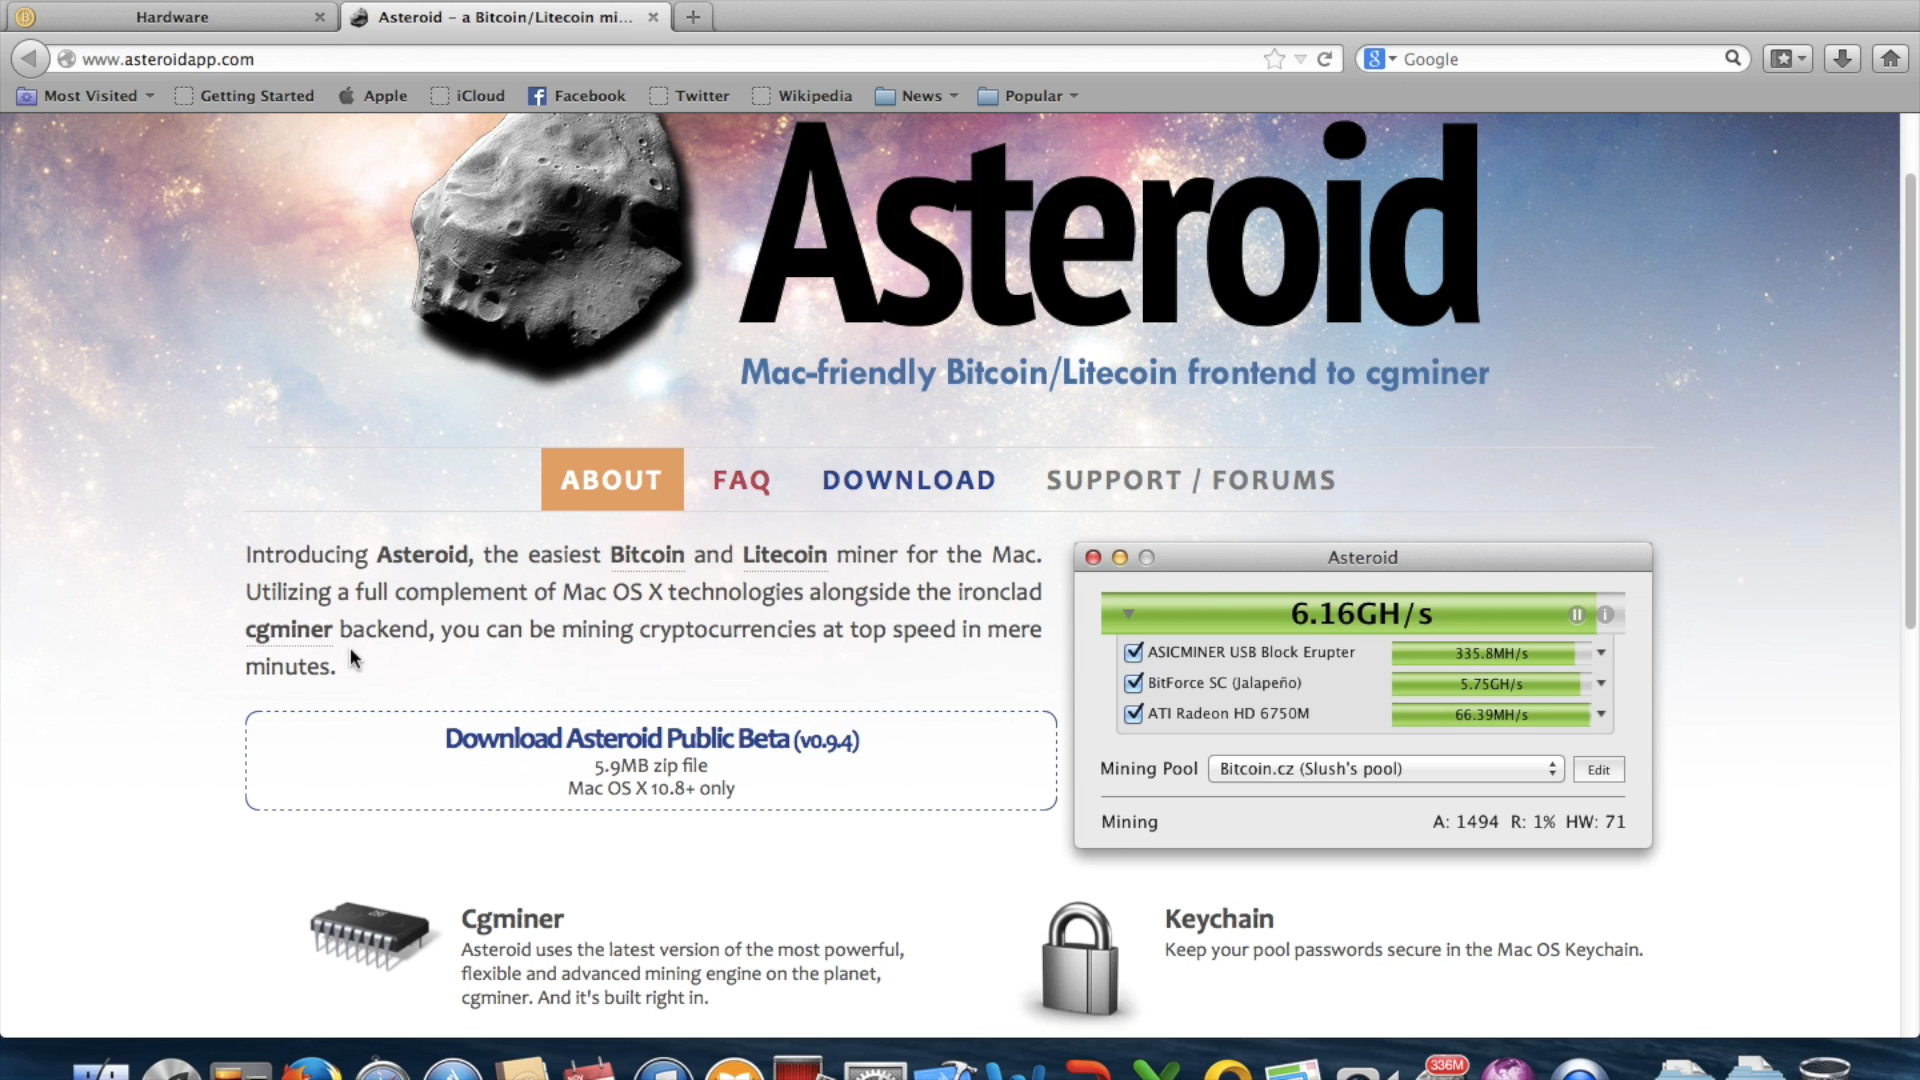 Hardware
Asteroid – a Bitcoin/Litecoin mi...
www.asteroidapp.com
Google
Most Visited
Getting Started
Apple
iCloud
Facebook
Twitter
Wikipedia
News
Popular
Asteroid
Mac-friendly Bitcoin/Litecoin frontend to cgminer
ABOUT
FAQ
DOWNLOAD
SUPPORT / FORUMS
Introducing Asteroid, the easiest Bitcoin and Litecoin miner for the Mac.
Utilizing a full complement of Mac OS X technologies alongside the ironclad
cgminer backend, you can be mining cryptocurrencies at top speed in mere
minutes.
Download Asteroid Public Beta (v0.9.4)
5.9MB zip file
Mac OS X 10.8+ only
Asteroid
6.16GH/s
ASICMINER USB Block Erupter 335.8MH/s
BitForce SC (Jalapeño) 5.75GH/s
ATI Radeon HD 6750M 66.39MH/s
Mining Pool Bitcoin.cz (Slush's pool) Edit
Mining A: 1494 R: 1% HW: 71
Cgminer
Asteroid uses the latest version of the most powerful,
flexible and advanced mining engine on the planet,
cgminer. And it's built right in.
Keychain
Keep your pool passwords secure in the Mac OS Keychain.
336M